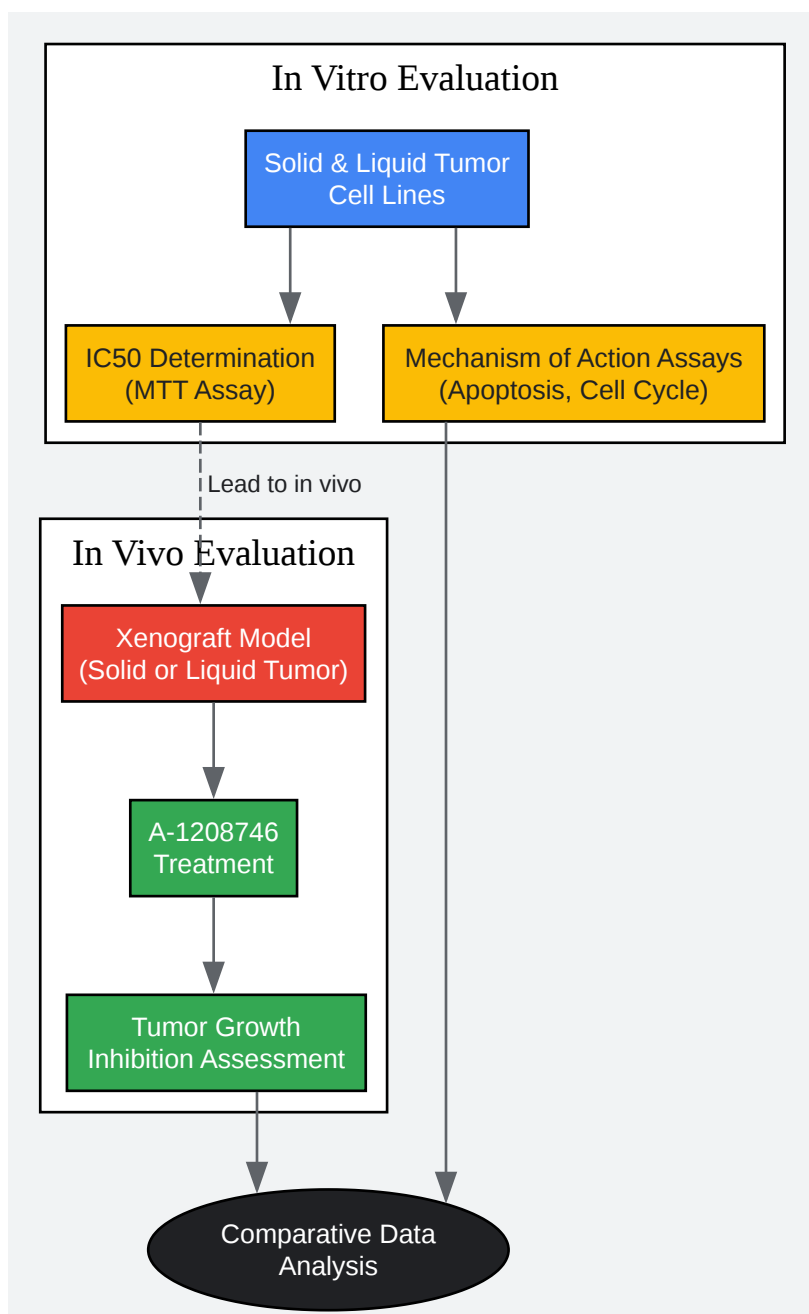 In Vitro Evaluation
Solid & Liquid Tumor
Cell Lines
IC50 Determination
(MTT Assay)
Mechanism of Action Assays
(Apoptosis, Cell Cycle)
Lead to in vivo
In Vivo Evaluation
Xenograft Model
(Solid or Liquid Tumor)
A-1208746
Treatment
Tumor Growth
Inhibition Assessment
Comparative Data
Analysis